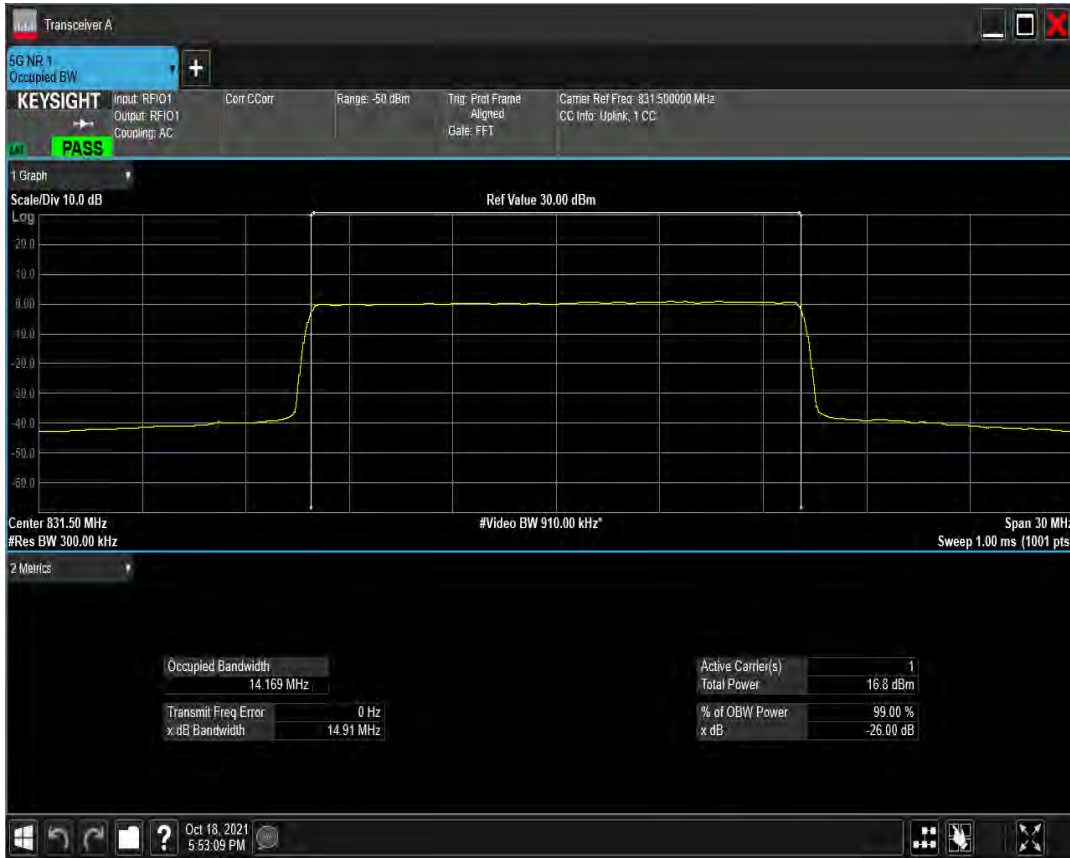 Transceiver A
5G NR 1
Occupied BW
KEYSIGHT
PASS
Input: RFIO1
Output: RFIO1
Coupling: AC
Corr CCorr
Range: -50 dBm
Trig: Prot Frame
Aligned
Gate: FFT
Carrier Ref Freq: 831.500000 MHz
CC Info: Uplink, 1 CC
1 Graph
Scale/Div 10.0 dB
Ref Value 30.00 dBm
Log
20.0
10.0
0.00
-10.0
-20.0
-30.0
-40.0
-50.0
-60.0
Center 831.50 MHz
#Video BW 910.00 kHz*
Span 30 MHz
#Res BW 300.00 kHz
Sweep 1.00 ms (1001 pts
2 Metrics
Occupied Bandwidth
14.169 MHz
Transmit Freq Error 0 Hz
x dB Bandwidth 14.91 MHz
Active Carrier(s) 1
Total Power 16.8 dBm
% of OBW Power 99.00 %
x dB -26.00 dB
Oct 18, 2021
5:53:09 PM